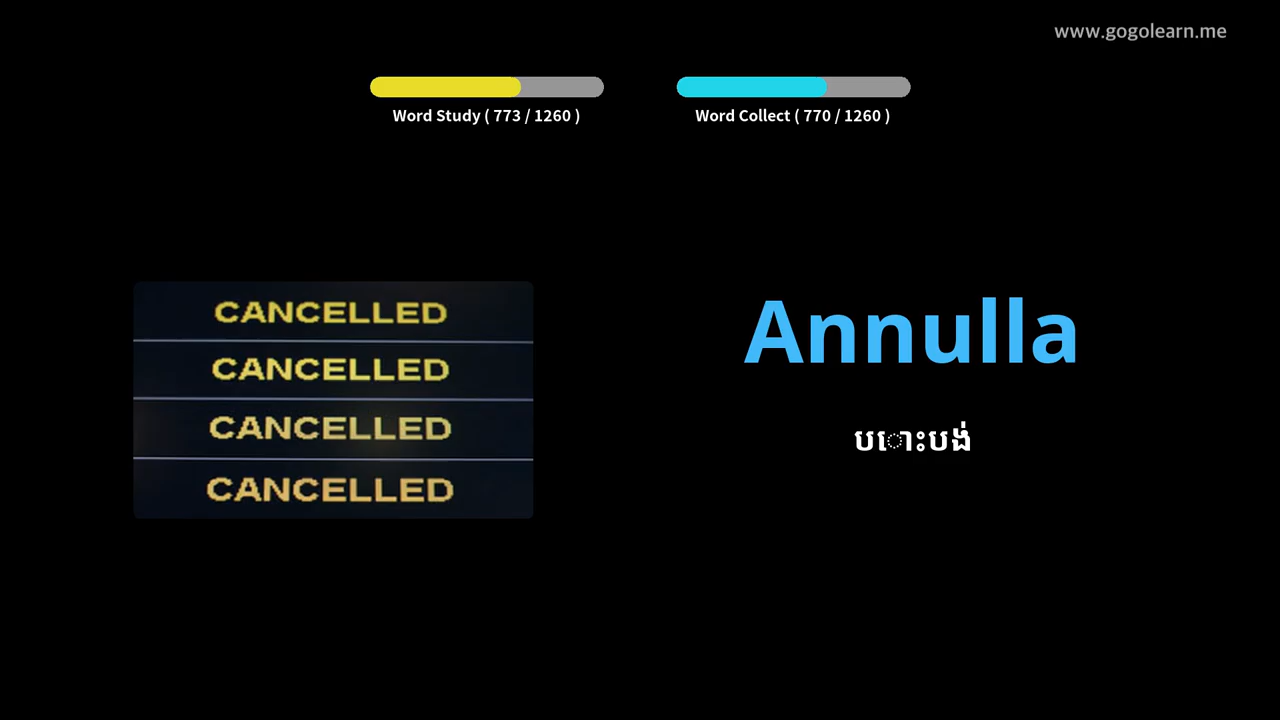 www.gogolearn.me
Word Study ( 773 / 1260 )
Word Collect ( 770 / 1260 )
CANCELLED
CANCELLED
CANCELLED
CANCELLED
Annulla
បោះបង់